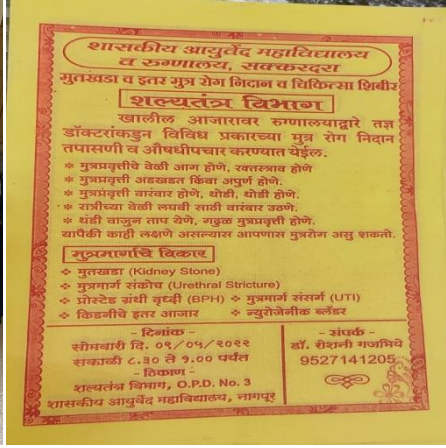 शासकीय आयुर्वेद महाविद्यालय
व रुग्णालय, सक्करदरा
मुतखडा व इतर मुत्र रोग निदान व चिकित्सा शिबीर
शल्यतंत्र विभाग
खालील आजारावर रुग्णालयाद्वारे तज्ञ
डॉक्टरांकडुन विविध प्रकारच्या मुत्र रोग निदान
तपासणी व औषधीपचार करण्यात येईल.
* मुत्रप्रवृत्तीचे वेळी आग होणे, रक्तस्त्राव होणे
* मुत्रप्रवृत्ती अडखडत किंवा अपुर्ण होणे.
* मुत्रप्रवृत्ती वारंवार होणे, थोडी, थोडी होणे.
* रात्रीच्या वेळी लघवी साठी वारंवार उठणे.
* थंडी वाजुन ताप येणे, गढुळ मुत्रप्रवृत्ती होणे.
यापैकी काही लक्षणे असल्यास आपणास मुत्ररोग असु शकतो.
मुत्रमार्गाचे विकार
❖ मुतखडा (Kidney Stone)
❖ मुत्रमार्ग संकोच (Urethral Stricture)
❖ प्रोस्टेड ग्रंथी वृध्दी (BPH) ❖ मुत्रमार्ग संसर्ग (UTI)
❖ किडनीचे इतर आजार ❖ न्युरोजेनीक ब्लॅडर
- दिनांक -
सोमवारी दि. ०९/०५/२०२२
सकाळी ८.३० ते १.०० पर्यंत
- ठिकाण -
शल्यतंत्र विभाग, O.P.D. No. 3
शासकीय आयुर्वेद महाविद्यालय, नागपूर
- संपर्क -
डॉ. रोशनी गजभिये
9527141205